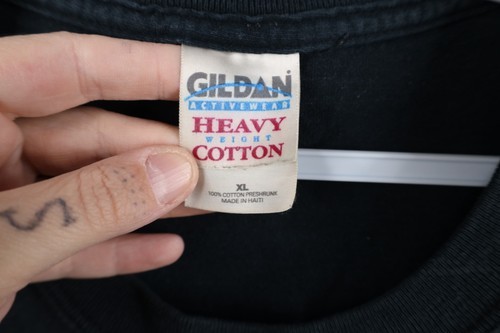 GILDAN
ACTIVEWEAR
HEAVY
WEIGHT
COTTON
XL
100% COTTON PRESHRUNK
MADE IN HAITI
S